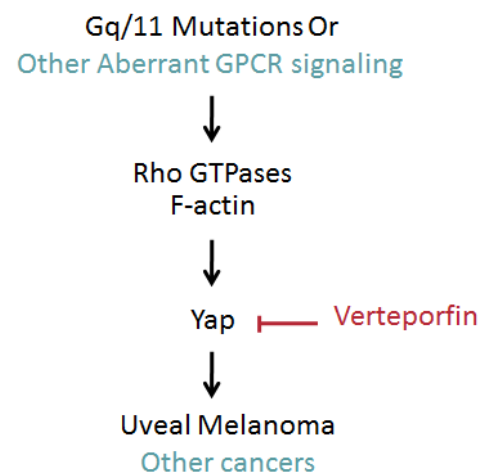 Gq/11 Mutations Or
Other Aberrant GPCR signaling
Rho GTPases
F-actin
Yap
Verteporfin
Uveal Melanoma
Other cancers